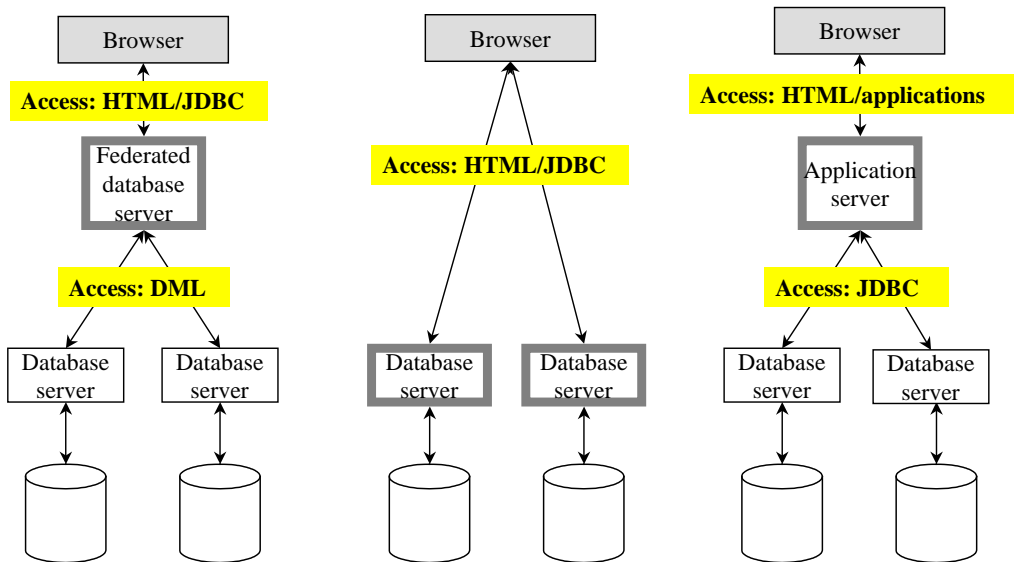 Browser
Access: HTML/JDBC
Federated
database
server
Access: DML
Database
server
Database
server
Browser
Access: HTML/JDBC
Database
server
Database
server
Browser
Access: HTML/applications
Application
server
Access: JDBC
Database
server
Database
server